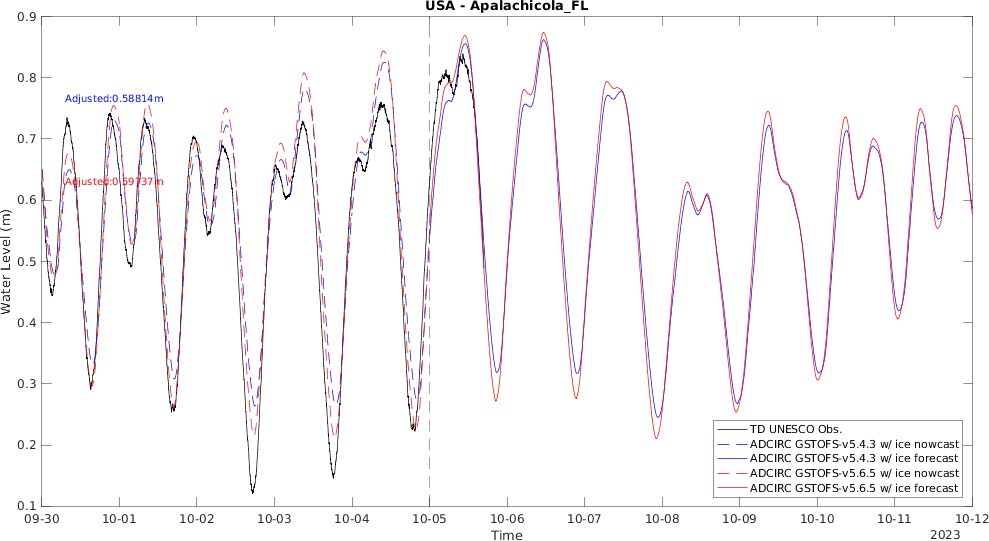 USA - Apalachicola_FL
0.9
0.8
0.7
0.6
0.5
0.4
0.3
0.2
0.1
Water Level (m)
Adjusted:0.58814m
Adjusted:0.59737m
TD UNESCO Obs.
ADCIRC GSTOFS-v5.4.3 w/ ice nowcast
ADCIRC GSTOFS-v5.4.3 w/ ice forecast
ADCIRC GSTOFS-v5.6.5 w/ ice nowcast
ADCIRC GSTOFS-v5.6.5 w/ ice forecast
09-30 10-01 10-02 10-03 10-04 10-05 10-06 10-07 10-08 10-09 10-10 10-11 10-12
Time
2023